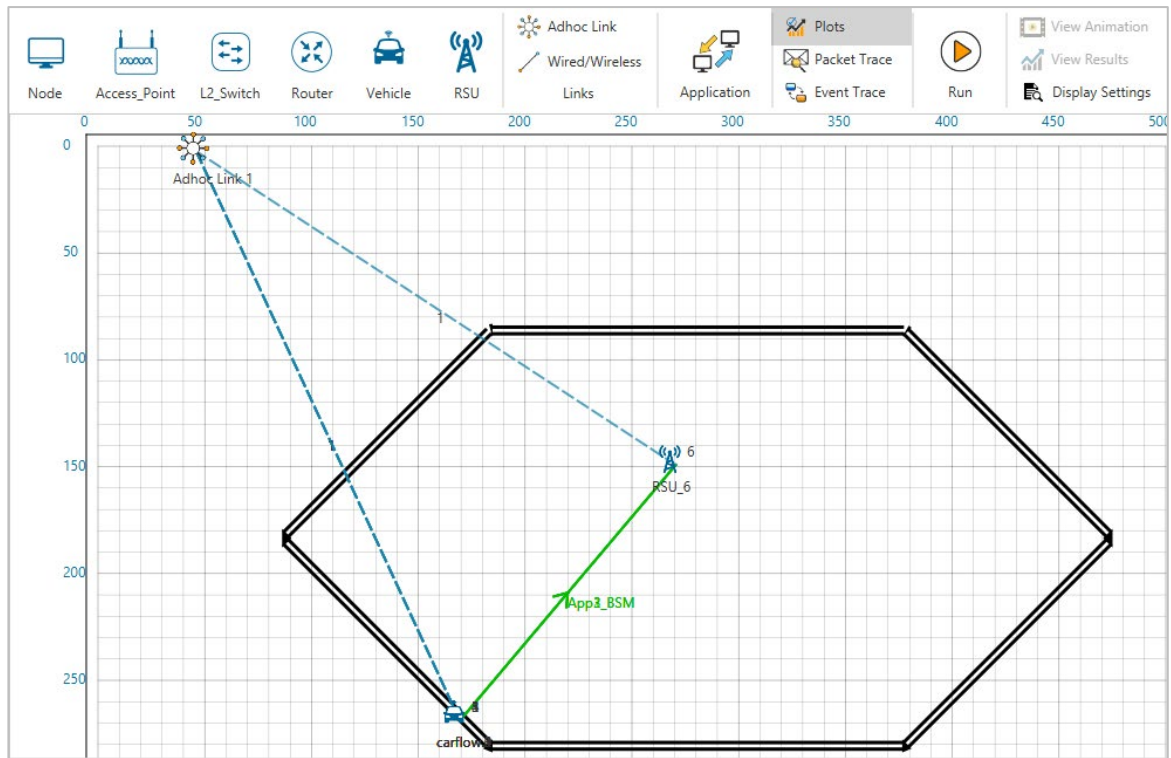 Adhoc Link
Plots
View Animation
Wired/Wireless
Packet Trace
View Results
Node Access_Point L2_Switch Router Vehicle RSU Links Application Event Trace Run Display Settings
0 50 100 150 200 250 300 350 400 450 500
0
Adhoc Link 1
50
1
100
150
6
RSU_6
200
_BSM
250
carflow